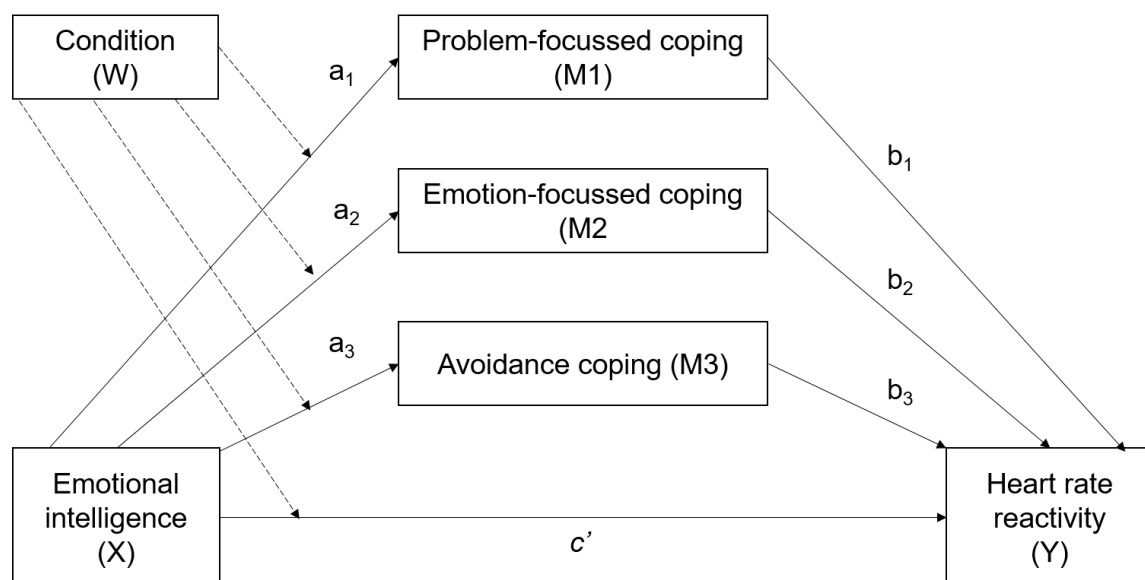 Condition
(W)
Problem-focussed coping
(M1)
a₁
b₁
Emotion-focussed coping
(M2
a₂
b₂
Avoidance coping (M3)
a₃
b₃
Emotional
intelligence
(X)
c’
Heart rate
reactivity
(Y)